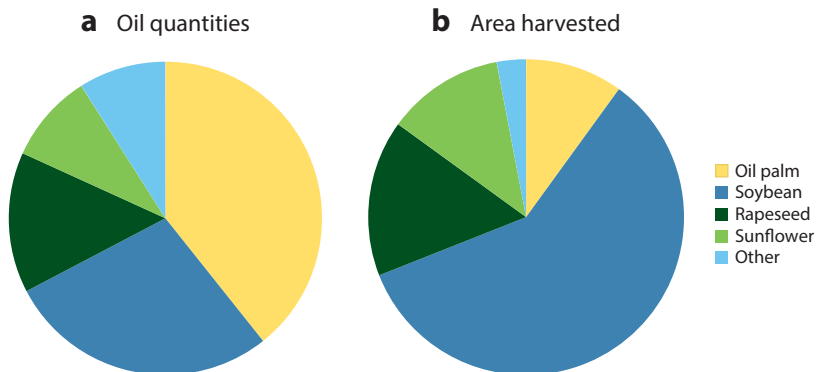 a Oil quantities
b Area harvested
Oil palm
Soybean
Rapeseed
Sunflower
Other